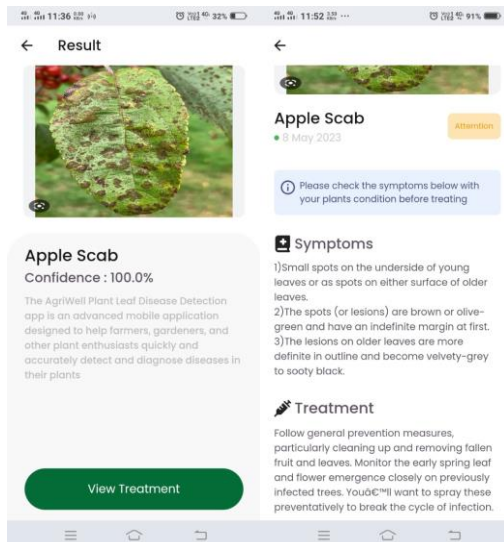 11:36
32%
Result
Apple Scab
Confidence : 100.0%
The AgriWell Plant Leaf Disease Detection
app is an advanced mobile application
designed to help farmers, gardeners, and
other plant enthusiasts quickly and
accurately detect and diagnose diseases in
their plants
View Treatment
11:52
91%
Apple Scab
Attention
8 May 2023
Please check the symptoms below with
your plants condition before treating
Symptoms
1)Small spots on the underside of young
leaves or as spots on either surface of older
leaves.
2)The spots (or lesions) are brown or olive-
green and have an indefinite margin at first.
3)The lesions on older leaves are more
definite in outline and become velvety-grey
to sooty black.
Treatment
Follow general prevention measures,
particularly cleaning up and removing fallen
fruit and leaves. Monitor the early spring leaf
and flower emergence closely on previously
infected trees. Youâ€™ll want to spray these
preventatively to break the cycle of infection.